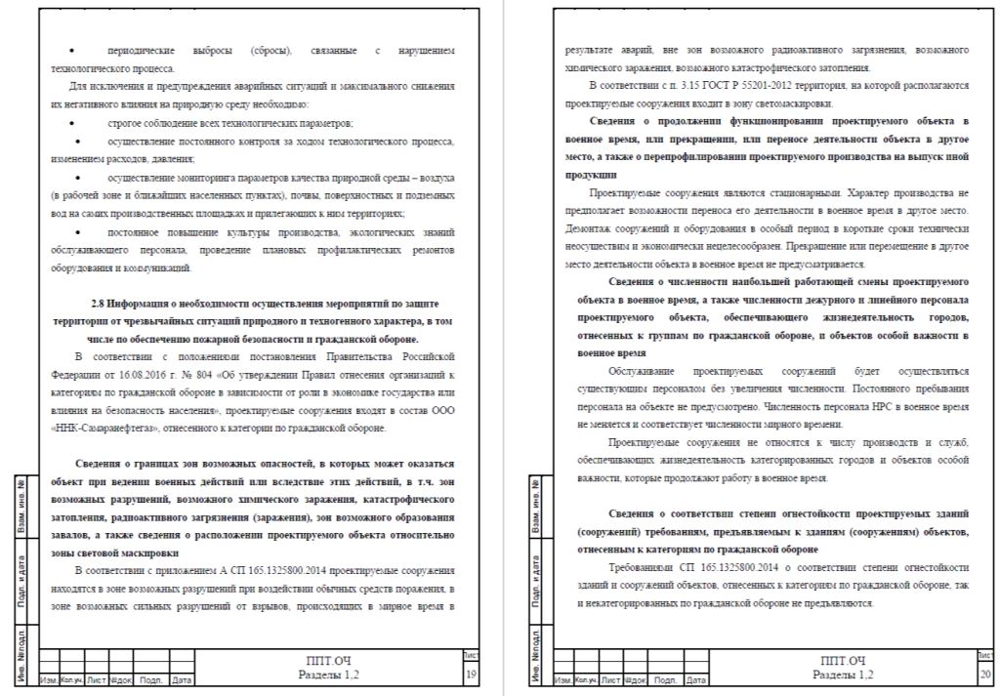 • периодические выбросы (сбросы), связанные с нарушением
технологического процесса.
Для исключения и предупреждения аварийных ситуаций и максимального снижения
их негативного влияния на природную среду необходимо:
• строгое соблюдение всех технологических параметров;
• осуществление постоянного контроля за ходом технологического процесса,
изменением расходов, давления;
• осуществление мониторинга параметров качества природной среды – воздуха
(в рабочей зоне и ближайших населенных пунктах), почвы, поверхностных и подземных
вод на самих производственных площадках и прилегающих к ним территориях;
• постоянное повышение культуры производства, экологических знаний
обслуживающего персонала, проведение плановых профилактических ремонтов
оборудования и коммуникаций.
2.8 Информация о необходимости осуществления мероприятий по защите
территории от чрезвычайных ситуаций природного и техногенного характера, в том
числе по обеспечению пожарной безопасности и гражданской обороне.
В соответствии с положениями постановления Правительства Российской
Федерации от 16.08.2016 г. № 804 «Об утверждении Правил отнесения организаций к
категориям по гражданской обороне в зависимости от роли в экономике государства или
влияния на безопасность населения», проектируемые сооружения входят в состав ООО
«ННК-Самаранефтегаз», отнесенного к категории по гражданской обороне.
Сведения о границах зон возможных опасностей, в которых может оказаться
объект при ведении военных действий или вследствие этих действий, в т.ч. зон
возможных разрушений, возможного химического заражения, катастрофического
затопления, радиоактивного загрязнения (заражения), зон возможного образования
завалов, а также сведения о расположении проектируемого объекта относительно
зоны световой маскировки
В соответствии с приложением А СП 165.1325800.2014 проектируемые сооружения
находятся в зоне возможных разрушений при воздействии обычных средств поражения, в
зоне возможных сильных разрушений от взрывов, происходящих в мирное время в
Взам. инв. №
Подп. и дата
Инв. №подл.
Изм. Кол.уч. Лист №док Подп. Дата
ППТ.ОЧ
Разделы 1,2
Лист
19
результате аварий, вне зон возможного радиоактивного загрязнения, возможного
химического заражения, возможного катастрофического затопления.
В соответствии с п. 3.15 ГОСТ Р 55201-2012 территория, на которой располагаются
проектируемые сооружения входит в зону светомаскировки.
Сведения о продолжении функционировании проектируемого объекта в
военное время, или прекращении, или переносе деятельности объекта в другое
место, а также о перепрофилировании проектируемого производства на выпуск иной
продукции
Проектируемые сооружения являются стационарными. Характер производства не
предполагает возможности переноса его деятельности в военное время в другое место.
Демонтаж сооружений и оборудования в особый период в короткие сроки технически
неосуществим и экономически нецелесообразен. Прекращение или перемещение в другое
место деятельности объекта в военное время не предусматривается.
Сведения о численности наибольшей работающей смены проектируемого
объекта в военное время, а также численности дежурного и линейного персонала
проектируемого объекта, обеспечивающего жизнедеятельность городов,
отнесенных к группам по гражданской обороне, и объектов особой важности в
военное время
Обслуживание проектируемых сооружений будет осуществляться
существующим персоналом без увеличения численности. Постоянного пребывания
персонала на объекте не предусмотрено. Численность персонала НРС в военное время
не меняется и соответствует численности мирного времени.
Проектируемые сооружения не относятся к числу производств и служб,
обеспечивающих жизнедеятельность категорированных городов и объектов особой
важности, которые продолжают работу в военное время.
Сведения о соответствии степени огнестойкости проектируемых зданий
(сооружений) требованиям, предъявляемым к зданиям (сооружениям) объектов,
отнесенным к категориям по гражданской обороне
Требованиями СП 165.1325800.2014 о соответствии степени огнестойкости
зданий и сооружений объектов, отнесенных к категориям по гражданской обороне, так
и некатегорированных по гражданской обороне не предъявляются.
Взам. инв. №
Подп. и дата
Инв. №подл.
Изм. Кол.уч. Лист №док Подп. Дата
ППТ.ОЧ
Разделы 1,2
Лист
20